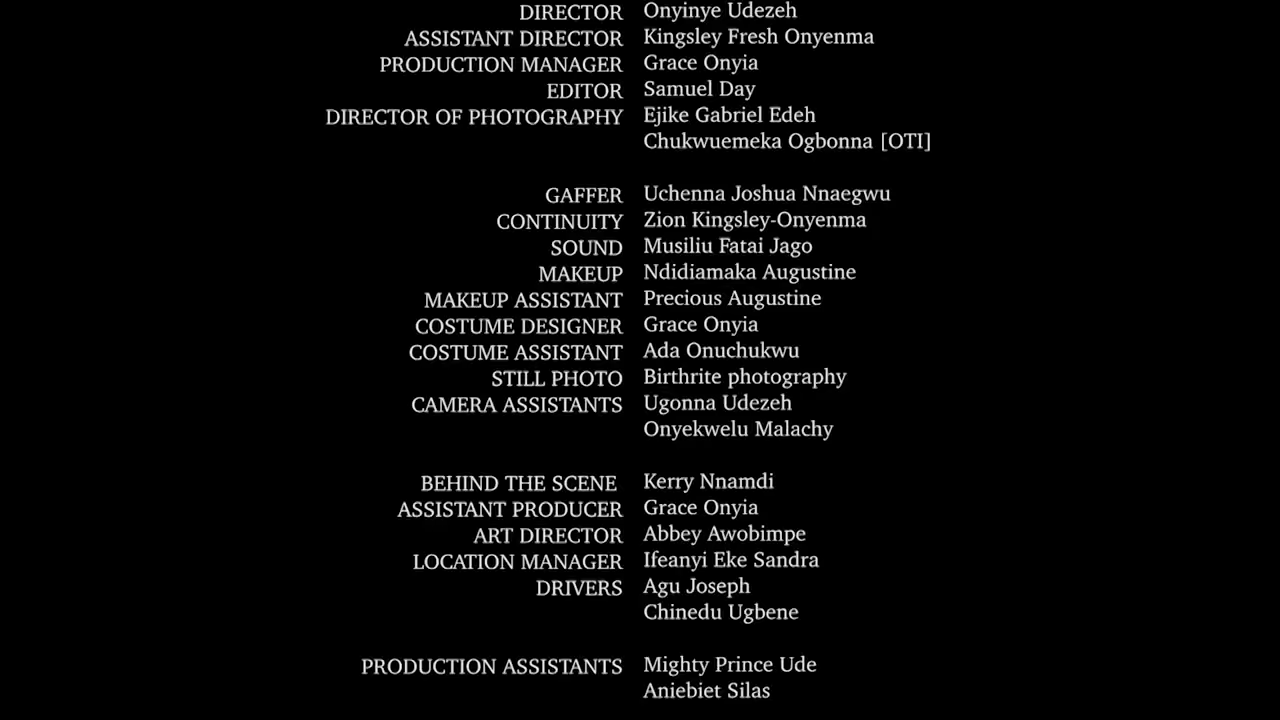 DIRECTOR Onyinye Udezeh
ASSISTANT DIRECTOR Kingsley Fresh Onyenma
PRODUCTION MANAGER Grace Onyia
EDITOR Samuel Day
DIRECTOR OF PHOTOGRAPHY Ejike Gabriel Edeh
Chukwuemeka Ogbonna [OTI]
GAFFER Uchenna Joshua Nnaegwu
CONTINUITY Zion Kingsley-Onyenma
SOUND Musiliu Fatai Jago
MAKEUP Ndidiamaka Augustine
MAKEUP ASSISTANT Precious Augustine
COSTUME DESIGNER Grace Onyia
COSTUME ASSISTANT Ada Onuchukwu
STILL PHOTO Birthrite photography
CAMERA ASSISTANTS Ugonna Udezeh
Onyekwelu Malachy
BEHIND THE SCENE Kerry Nnamdi
ASSISTANT PRODUCER Grace Onyia
ART DIRECTOR Abbey Awobimpe
LOCATION MANAGER Ifeanyi Eke Sandra
DRIVERS Agu Joseph
Chinedu Ugbene
PRODUCTION ASSISTANTS Mighty Prince Ude
Aniebiet Silas